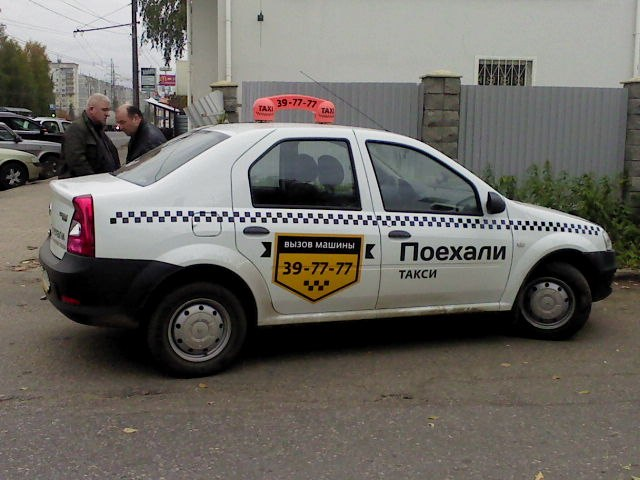 TAXI 39-77-77 TAXI
вызов машины
39-77-77
Поехали
такси